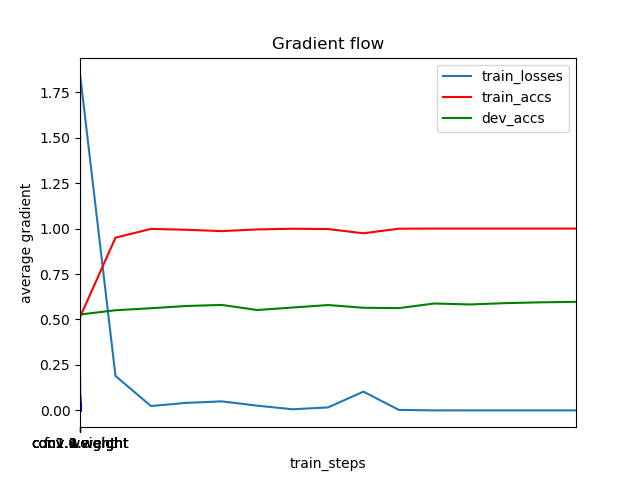 Gradient flow
train_losses
train_accs
dev_accs
1.75
1.50
1.25
1.00
0.75
0.50
0.25
0.00
average gradient
train_steps